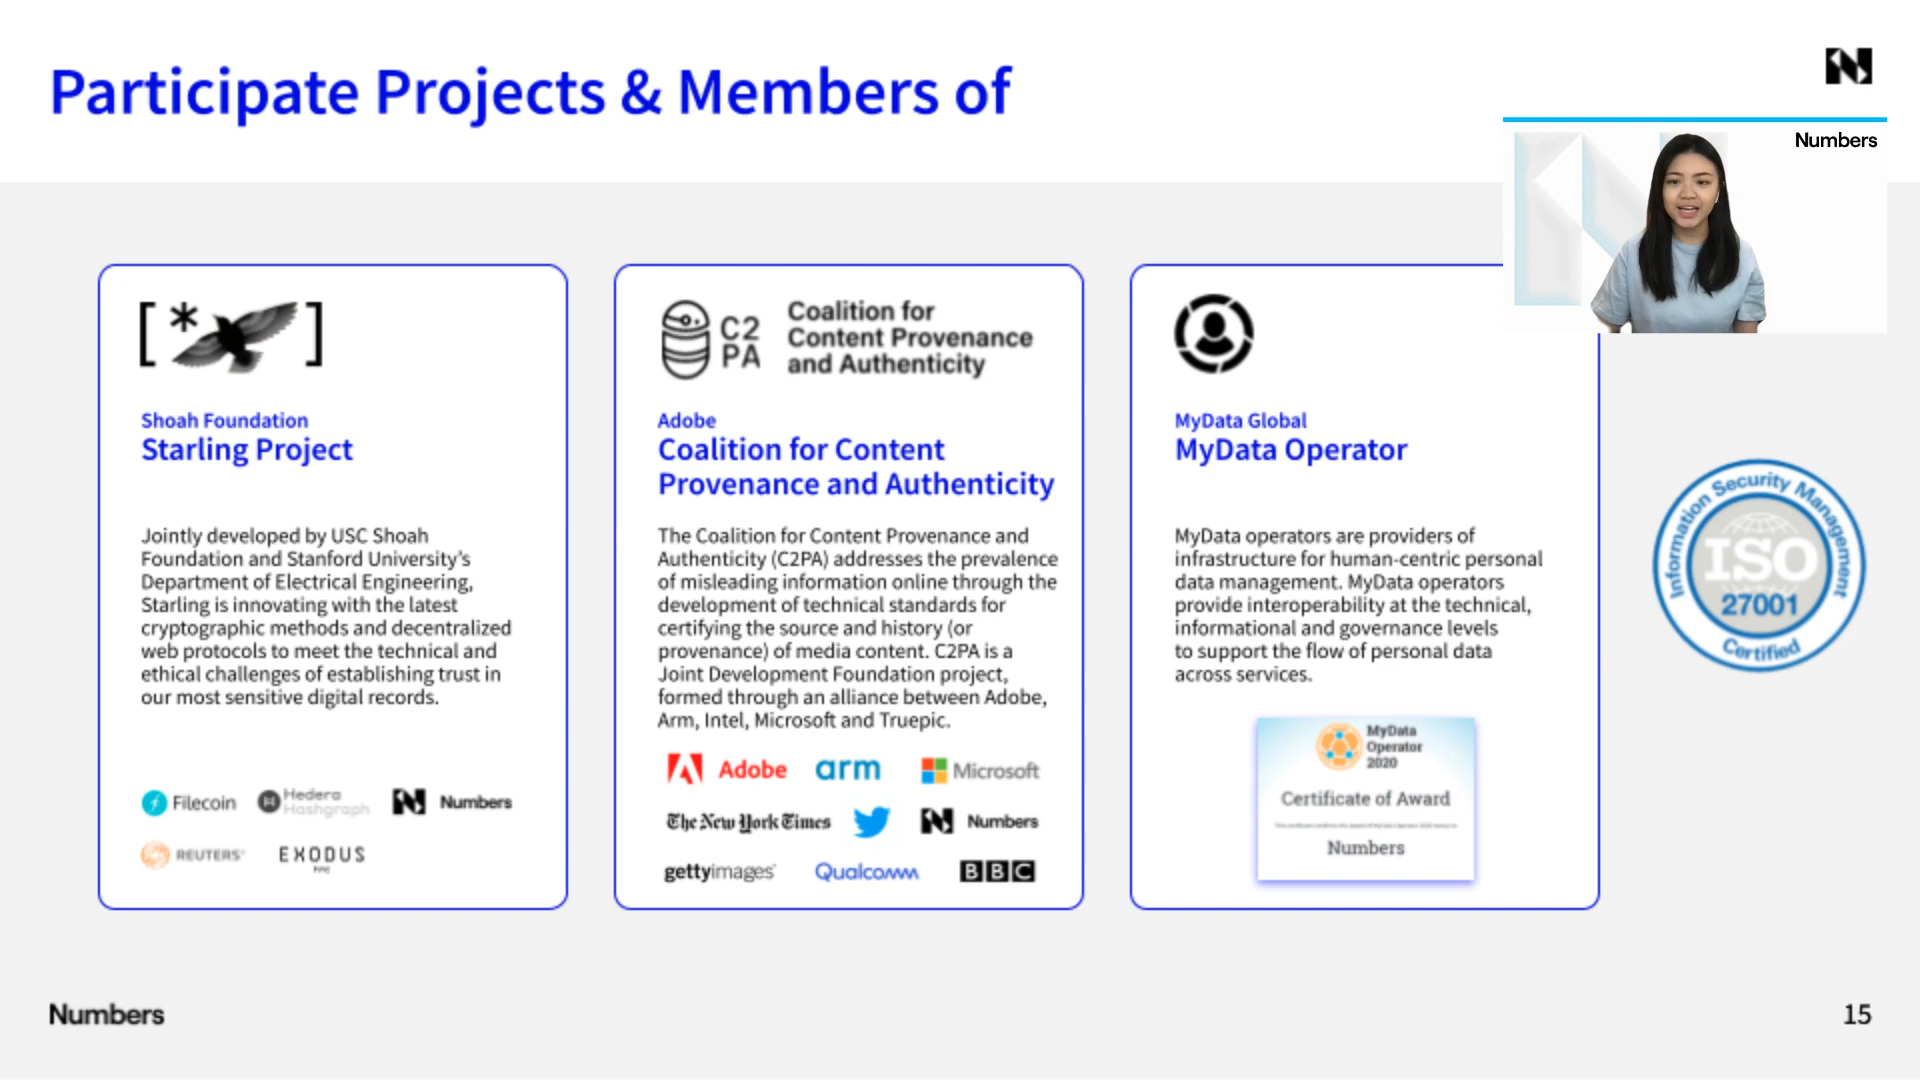 Participate Projects & Members of
Numbers
[*]
Shoah Foundation
Starling Project
Jointly developed by USC Shoah
Foundation and Stanford University's
Department of Electrical Engineering,
Starling is innovating with the latest
cryptographic methods and decentralized
web protocols to meet the technical and
ethical challenges of establishing trust in
our most sensitive digital records.
Filecoin
Hedera
Hashgraph
Numbers
REUTERS
EXODUS
C2
PA
Coalition for
Content Provenance
and Authenticity
Adobe
Coalition for Content
Provenance and Authenticity
The Coalition for Content Provenance and
Authenticity (C2PA) addresses the prevalence
of misleading information online through the
development of technical standards for
certifying the source and history (or
provenance) of media content. C2PA is a
Joint Development Foundation project,
formed through an alliance between Adobe,
Arm, Intel, Microsoft and Truepic.
Adobe
arm
Microsoft
The New York Times
Numbers
gettyimages
Qualcomm
BBC
MyData Global
MyData Operator
MyData operators are providers of
infrastructure for human-centric personal
data management. MyData operators
provide interoperability at the technical,
informational and governance levels
to support the flow of personal data
across services.
MyData
Operator
2020
Certificate of Award
Numbers
Information Security Management
ISO
27001
Certified
Numbers
15